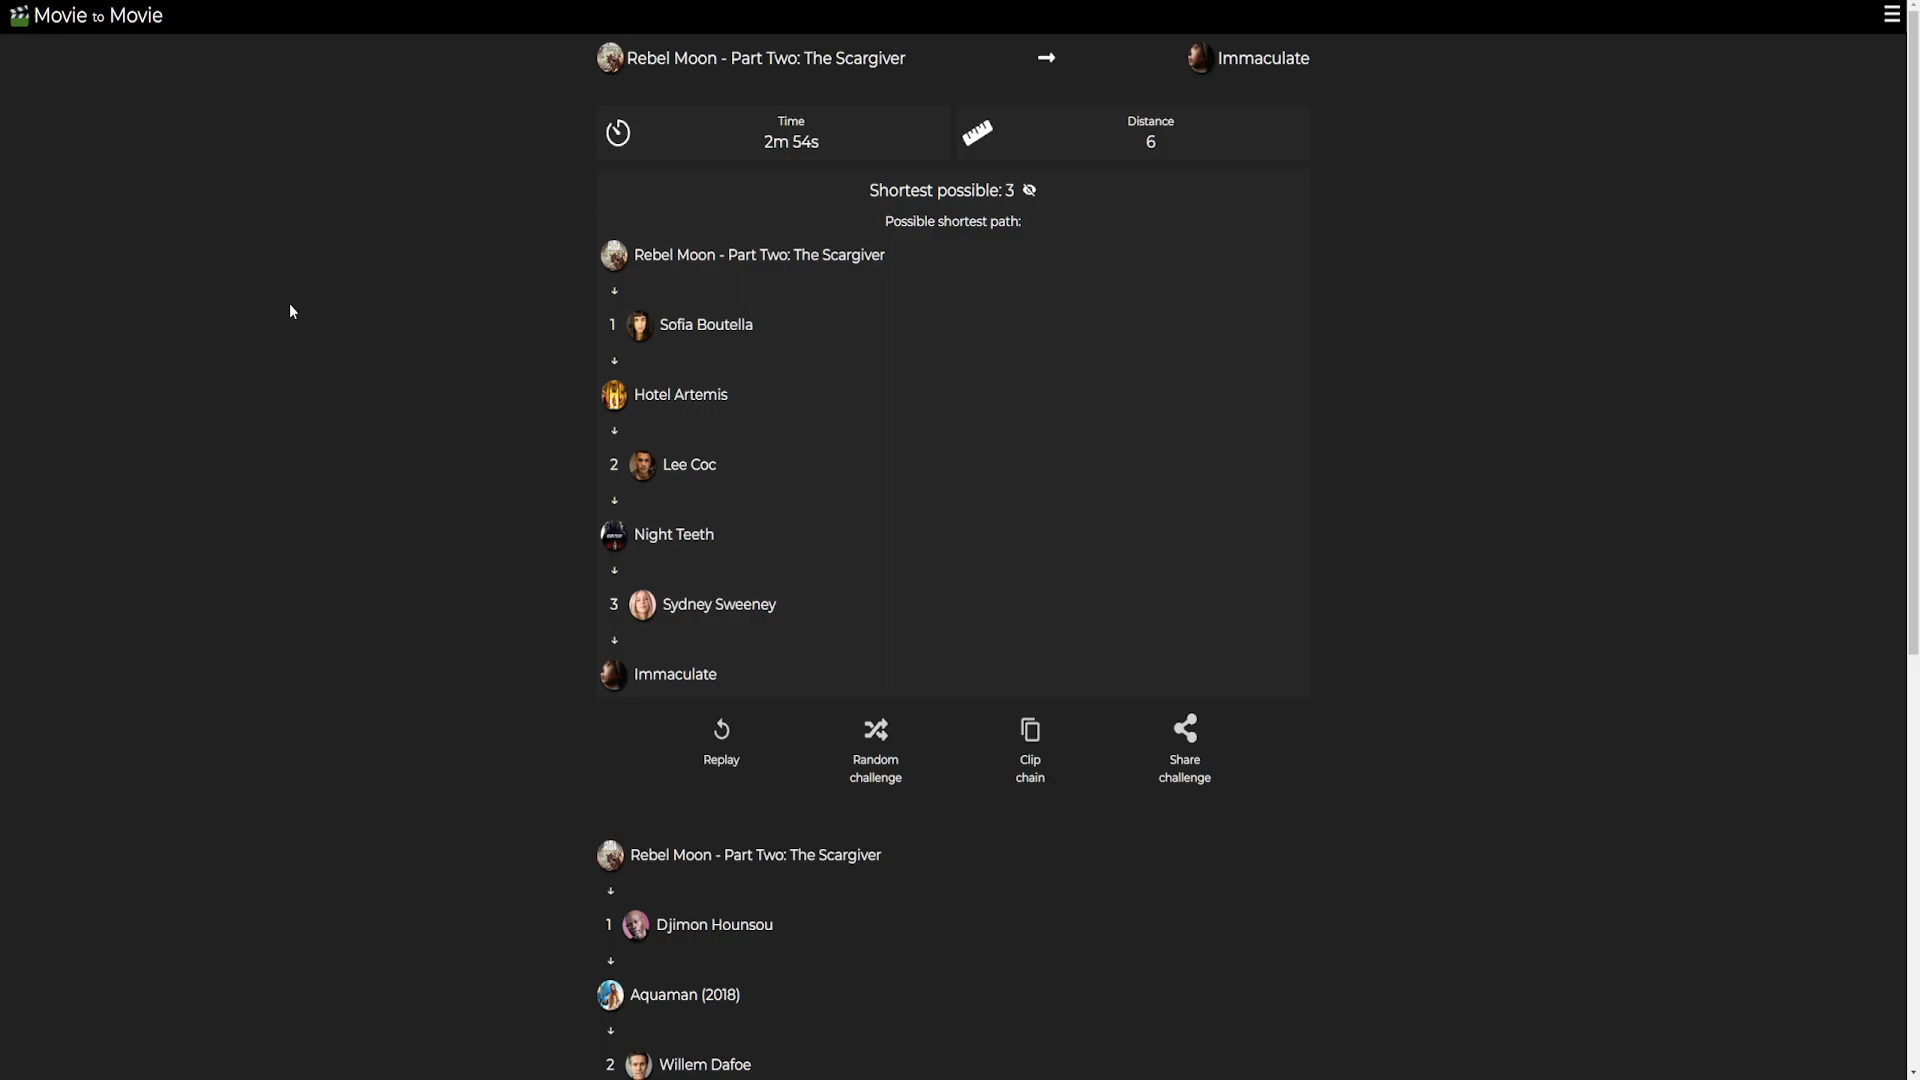 Movie to Movie
Rebel Moon - Part Two: The Scargiver
Immaculate
Time
2m 54s
Distance
6
Shortest possible: 3
Possible shortest path:
Rebel Moon - Part Two: The Scargiver
1 Sofia Boutella
Hotel Artemis
2 Lee Coc
Night Teeth
3 Sydney Sweeney
Immaculate
Replay
Random
challenge
Clip
chain
Share
challenge
Rebel Moon - Part Two: The Scargiver
1 Djimon Hounsou
Aquaman (2018)
2 Willem Dafoe